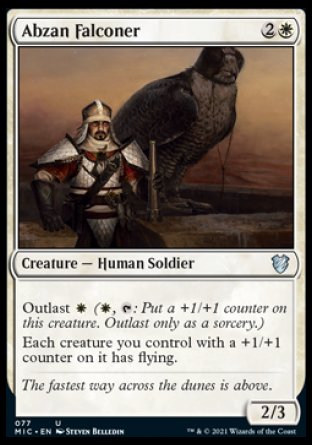 Abzan Falconer 2
Creature — Human Soldier
Outlast (, : Put a +1/+1 counter on
this creature. Outlast only as a sorcery.)
Each creature you control with a +1/+1
counter on it has flying.
The fastest way across the dunes is above.
2/3
077 U
MIC • EN Steven Belledin
™ & © 2021 Wizards of the Coast